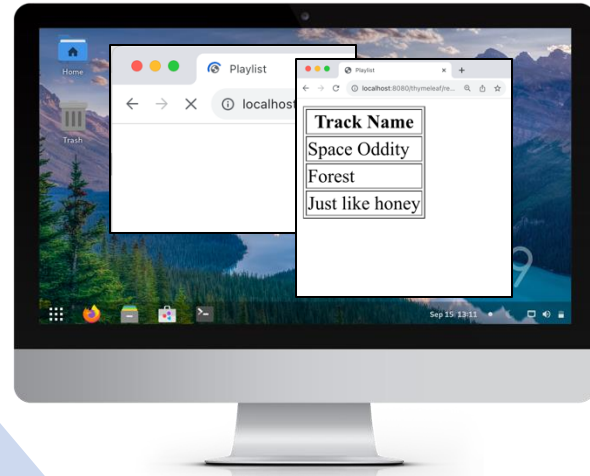 Home
Trash
Playlist
localhost
Playlist
localhost:8080/thymeleaf/re...
Track Name
Space Oddity
Forest
Just like honey
9
Sep 15 13:11